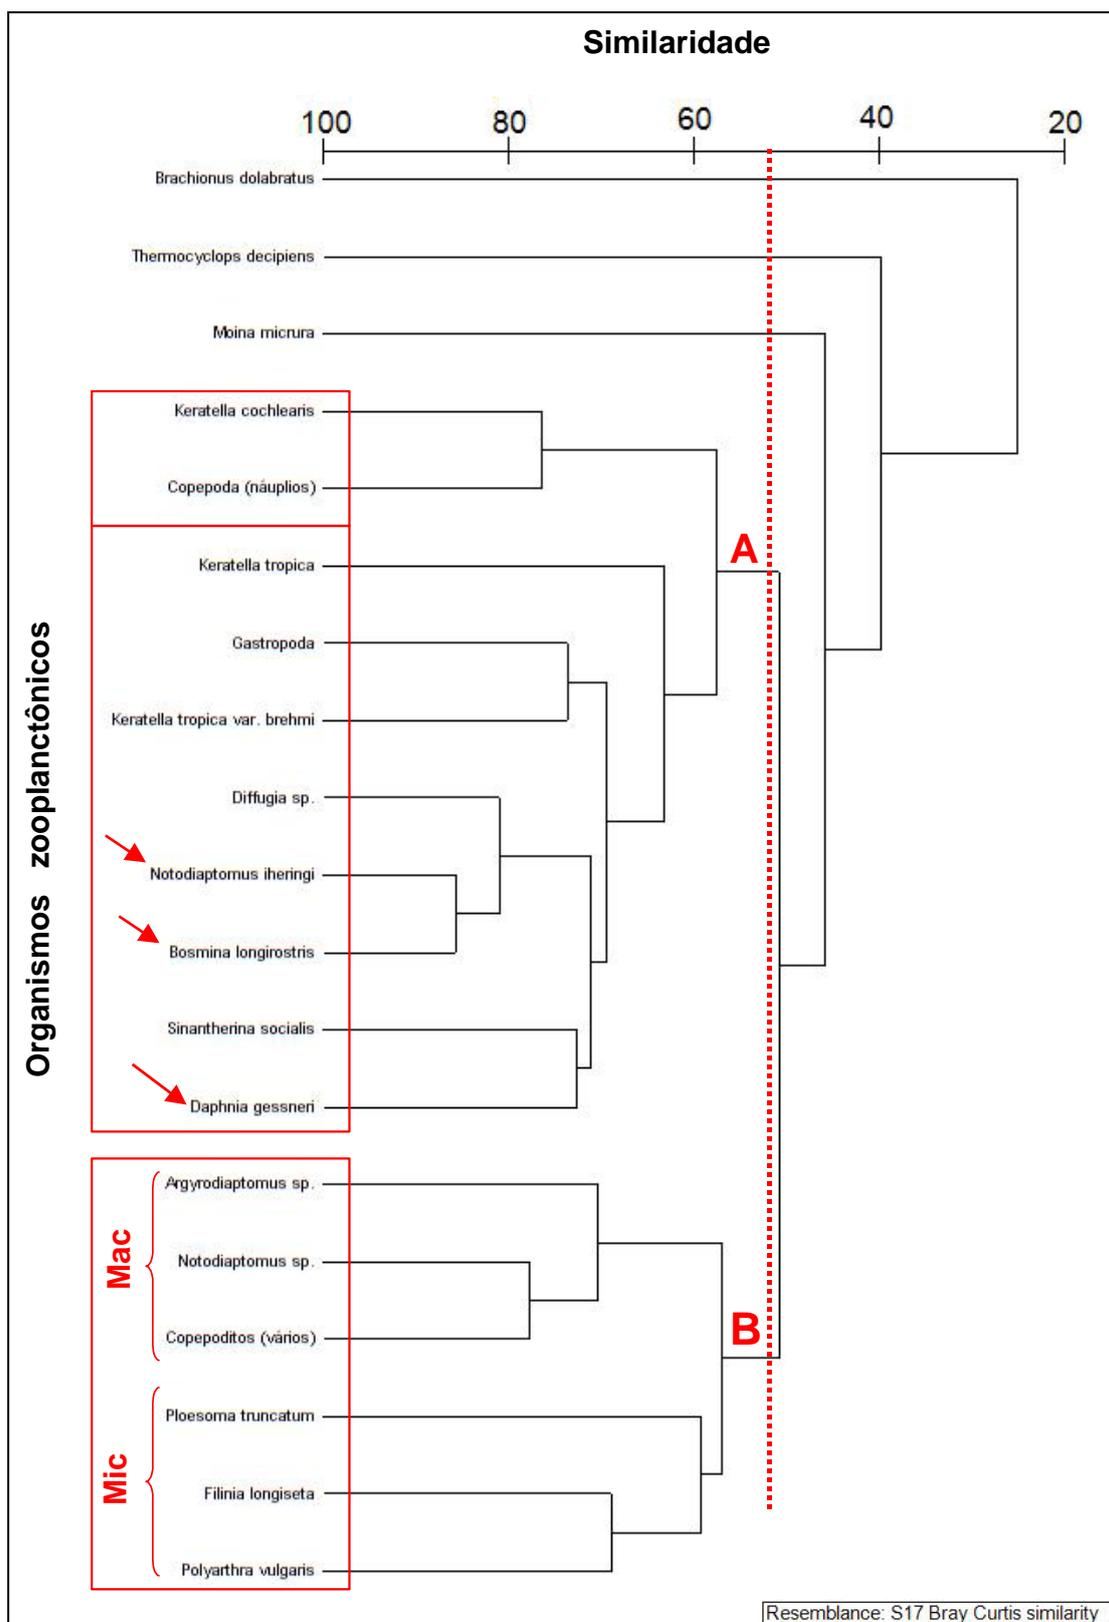 Similaridade
100 80 60 40 20
Brachionus dolabratus
Thermocyclops decipiens
Moina micrura
Keratella cochlearis
Copepoda (náuplios)
A
Keratella tropica
Gastropoda
Keratella tropica var. brehmi
Organismos zooplanctônicos
Diffugia sp.
Notodiaptomus iheringi
Bosmina longirostris
Sinantherina socialis
Daphnia gessneri
Mac
Argyrodiaptomus sp.
Notodiaptomus sp.
Copepoditos (vários)
B
Mic
Ploesoma truncatum
Filinia longiseta
Polyarthra vulgaris
Resemblance: S17 Bray Curtis similarity